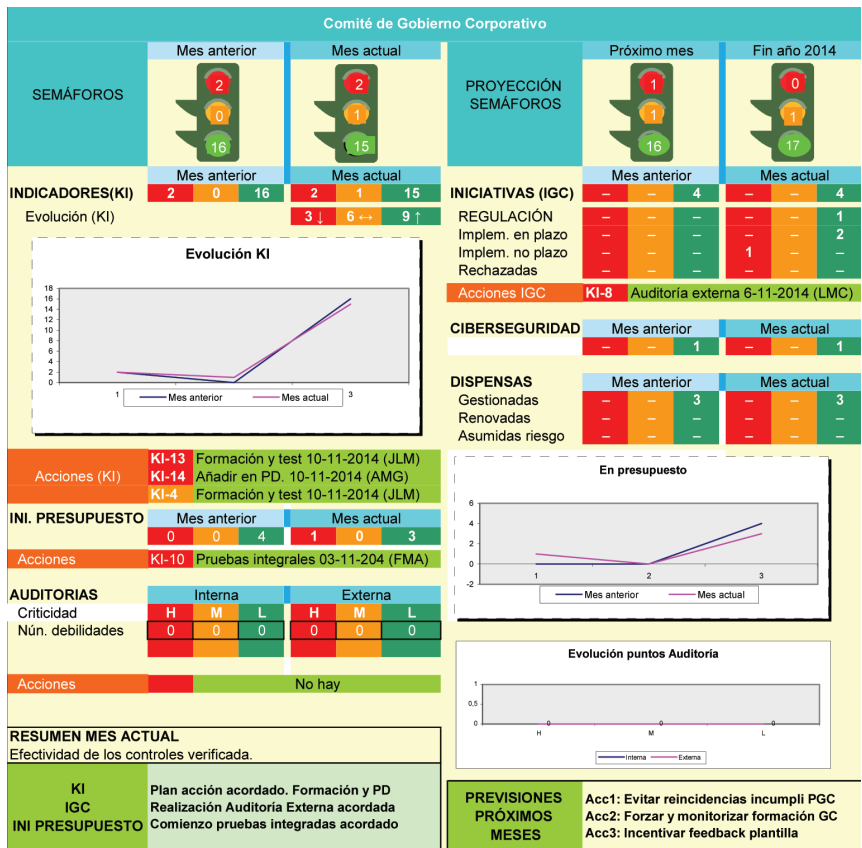 Comité de Gobierno Corporativo
SEMÁFOROS
Mes anterior
Mes actual
2
0
16
2
1
15
PROYECCIÓN
SEMÁFOROS
Próximo mes
Fin año 2014
1
1
16
0
1
17
Mes anterior Mes actual
INDICADORES(KI) 2 0 16 2 1 15
Evolución (KI) 3 ↓ 6 ↔ 9 ↑
Evolución KI
18
16
14
12
10
8
6
4
2
0
1 3
Mes anterior Mes actual
Acciones (KI)
KI-13 Formación y test 10-11-2014 (JLM)
KI-14 Añadir en PD. 10-11-2014 (AMG)
KI-4 Formación y test 10-11-2014 (JLM)
INI. PRESUPUESTO Mes anterior Mes actual
0 0 4 1 0 3
Acciones KI-10 Pruebas integrales 03-11-204 (FMA)
AUDITORIAS Interna Externa
Criticidad H M L H M L
Nún. debilidades 0 0 0 0 0 0
Acciones No hay
RESUMEN MES ACTUAL
Efectividad de los controles verificada.
KI Plan acción acordado. Formación y PD
IGC Realización Auditoría Externa acordada
INI PRESUPUESTO Comienzo pruebas integradas acordado
Mes anterior Mes actual
INICIATIVAS (IGC) – – 4 – – 4
REGULACIÓN – – – – – 1
Implem. en plazo – – – – – 2
Implem. no plazo – – – 1 – –
Rechazadas – – – – – –
Acciones IGC KI-8 Auditoría externa 6-11-2014 (LMC)
CIBERSEGURIDAD Mes anterior Mes actual
– – 1 – – 1
DISPENSAS Mes anterior Mes actual
Gestionadas – – 3 – – 3
Renovadas – – – – – –
Asumidas riesgo – – – – – –
En presupuesto
6
4
2
0
-2
1 2 3
Mes anterior Mes actual
Evolución puntos Auditoría
1
0,5
0
0 0 0
H M L
Interna Externa
PREVISIONES
PRÓXIMOS
MESES
Acc1: Evitar reincidencias incumpli PGC
Acc2: Forzar y monitorizar formación GC
Acc3: Incentivar feedback plantilla